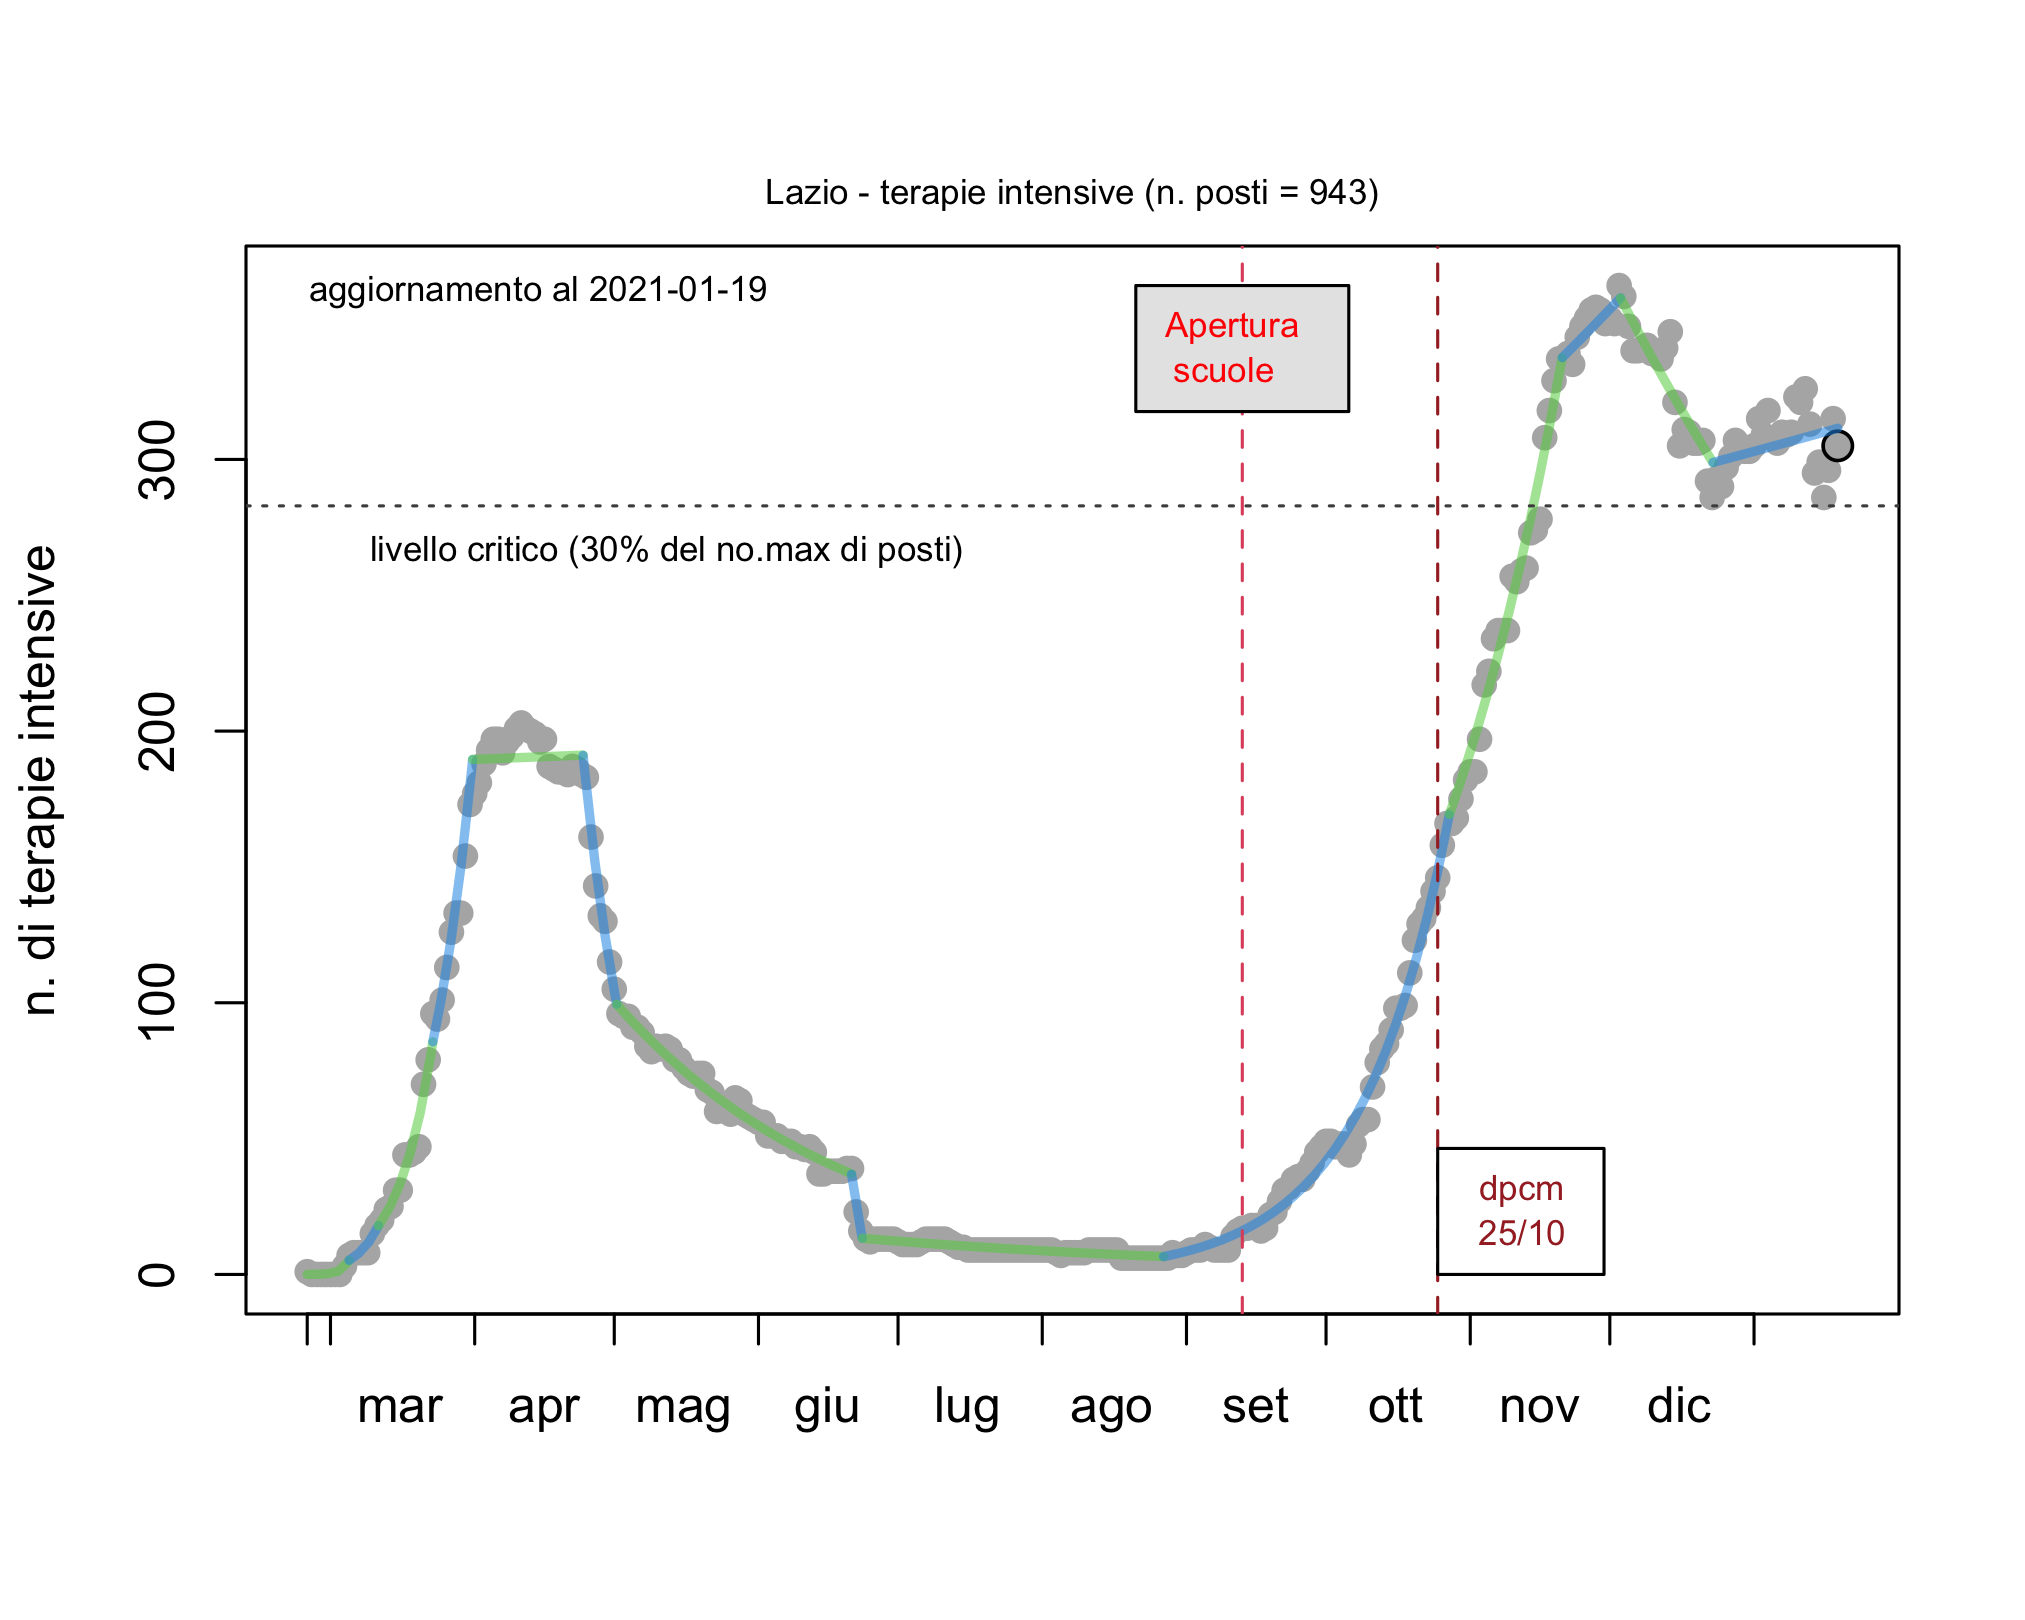 Lazio - terapie intensive (n. posti = 943)
aggiornamento al 2021-01-19
Apertura
scuole
livello critico (30% del no.max di posti)
n. di terapie intensive
300
200
100
0
dpcm
25/10
mar apr mag giu lug ago set ott nov dic